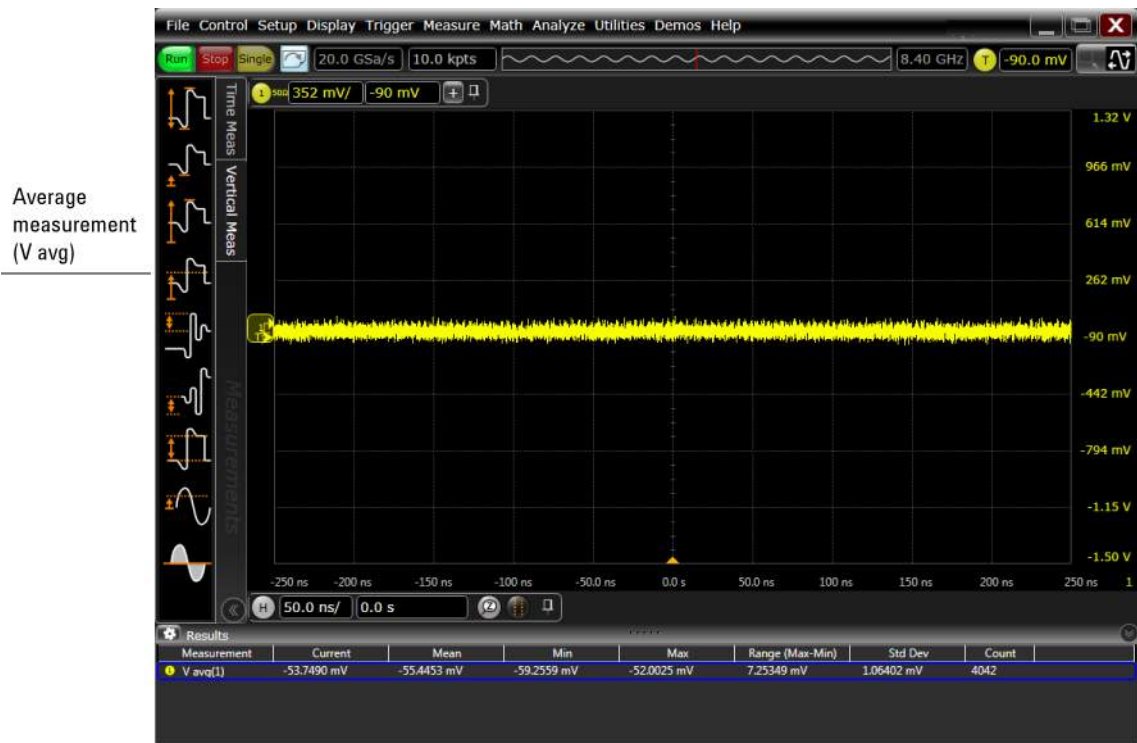 File Control Setup Display Trigger Measure Math Analyze Utilities Demos Help
Run Stop Single 20.0 GSa/s 10.0 kpts 8.40 GHz T -90.0 mV
1 50Ω 352 mV/ -90 mV +
Time Meas
Vertical Meas
Measurements
Average
measurement
(V avg)
1.32 V
966 mV
614 mV
262 mV
-90 mV
-442 mV
-794 mV
-1.15 V
-1.50 V
-250 ns -200 ns -150 ns -100 ns -50.0 ns 0.0 s 50.0 ns 100 ns 150 ns 200 ns 250 ns 1
H 50.0 ns/ 0.0 s
Results
Measurement Current Mean Min Max Range (Max-Min) Std Dev Count
V avg(1) -53.7490 mV -55.4453 mV -59.2559 mV -52.0025 mV 7.25349 mV 1.06402 mV 4042